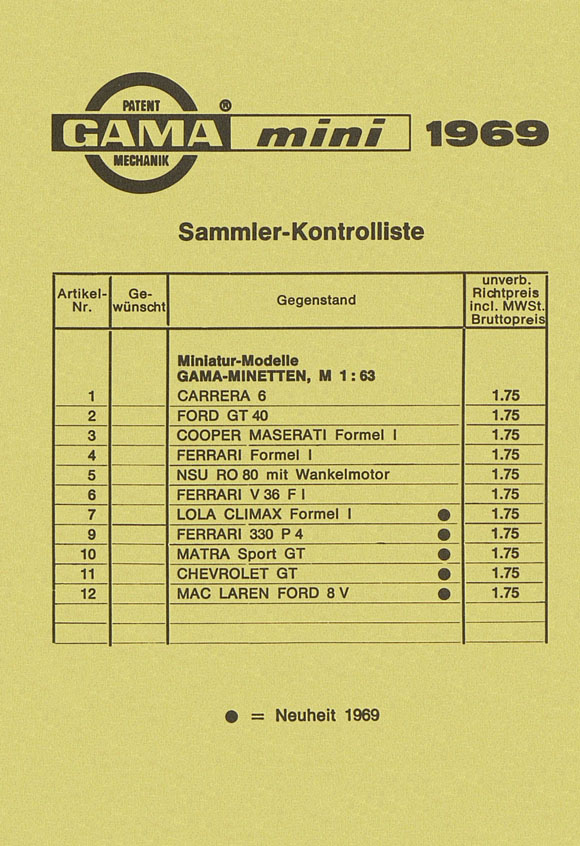 PATENT ®
GAMA mini 1969
MECHANIK
Sammler-Kontrolliste
Artikel-Nr. Ge-wünscht Gegenstand unverb. Richtpreis incl. MWSt. Bruttopreis
Miniatur-Modelle
GAMA-MINETTEN, M 1:63
1 CARRERA 6 1.75
2 FORD GT 40 1.75
3 COOPER MASERATI Formel I 1.75
4 FERRARI Formel I 1.75
5 NSU RO 80 mit Wankelmotor 1.75
6 FERRARI V 36 F I 1.75
7 LOLA CLIMAX Formel I ● 1.75
9 FERRARI 330 P 4 ● 1.75
10 MATRA Sport GT ● 1.75
11 CHEVROLET GT ● 1.75
12 MAC LAREN FORD 8 V ● 1.75
● = Neuheit 1969